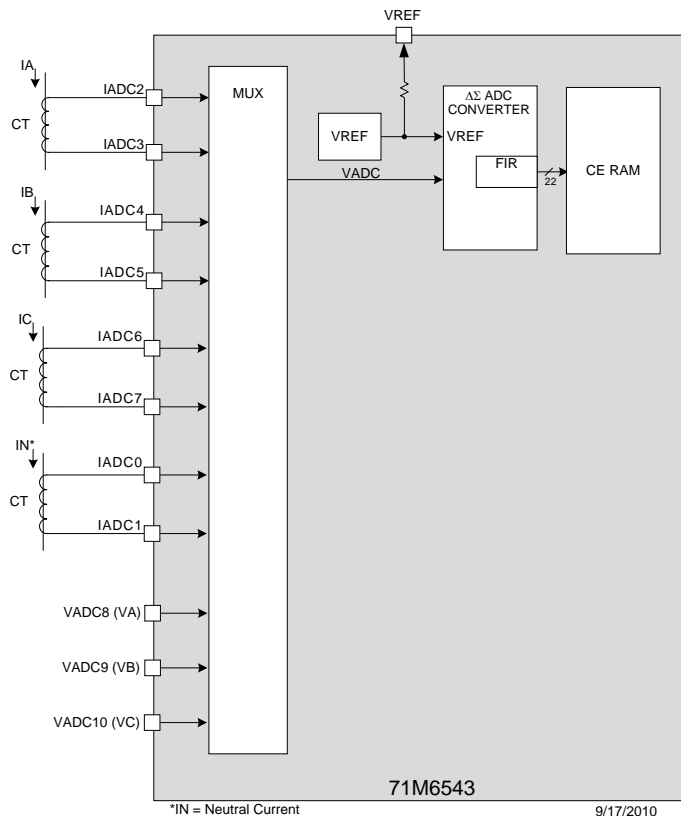 VREF
IA
IADC2
CT
IADC3
MUX
VREF
ΔΣ ADC
CONVERTER
VREF
FIR
22
CE RAM
VADC
IB
IADC4
CT
IADC5
IC
IADC6
CT
IADC7
IN*
IADC0
CT
IADC1
VADC8 (VA)
VADC9 (VB)
VADC10 (VC)
71M6543
*IN = Neutral Current
9/17/2010